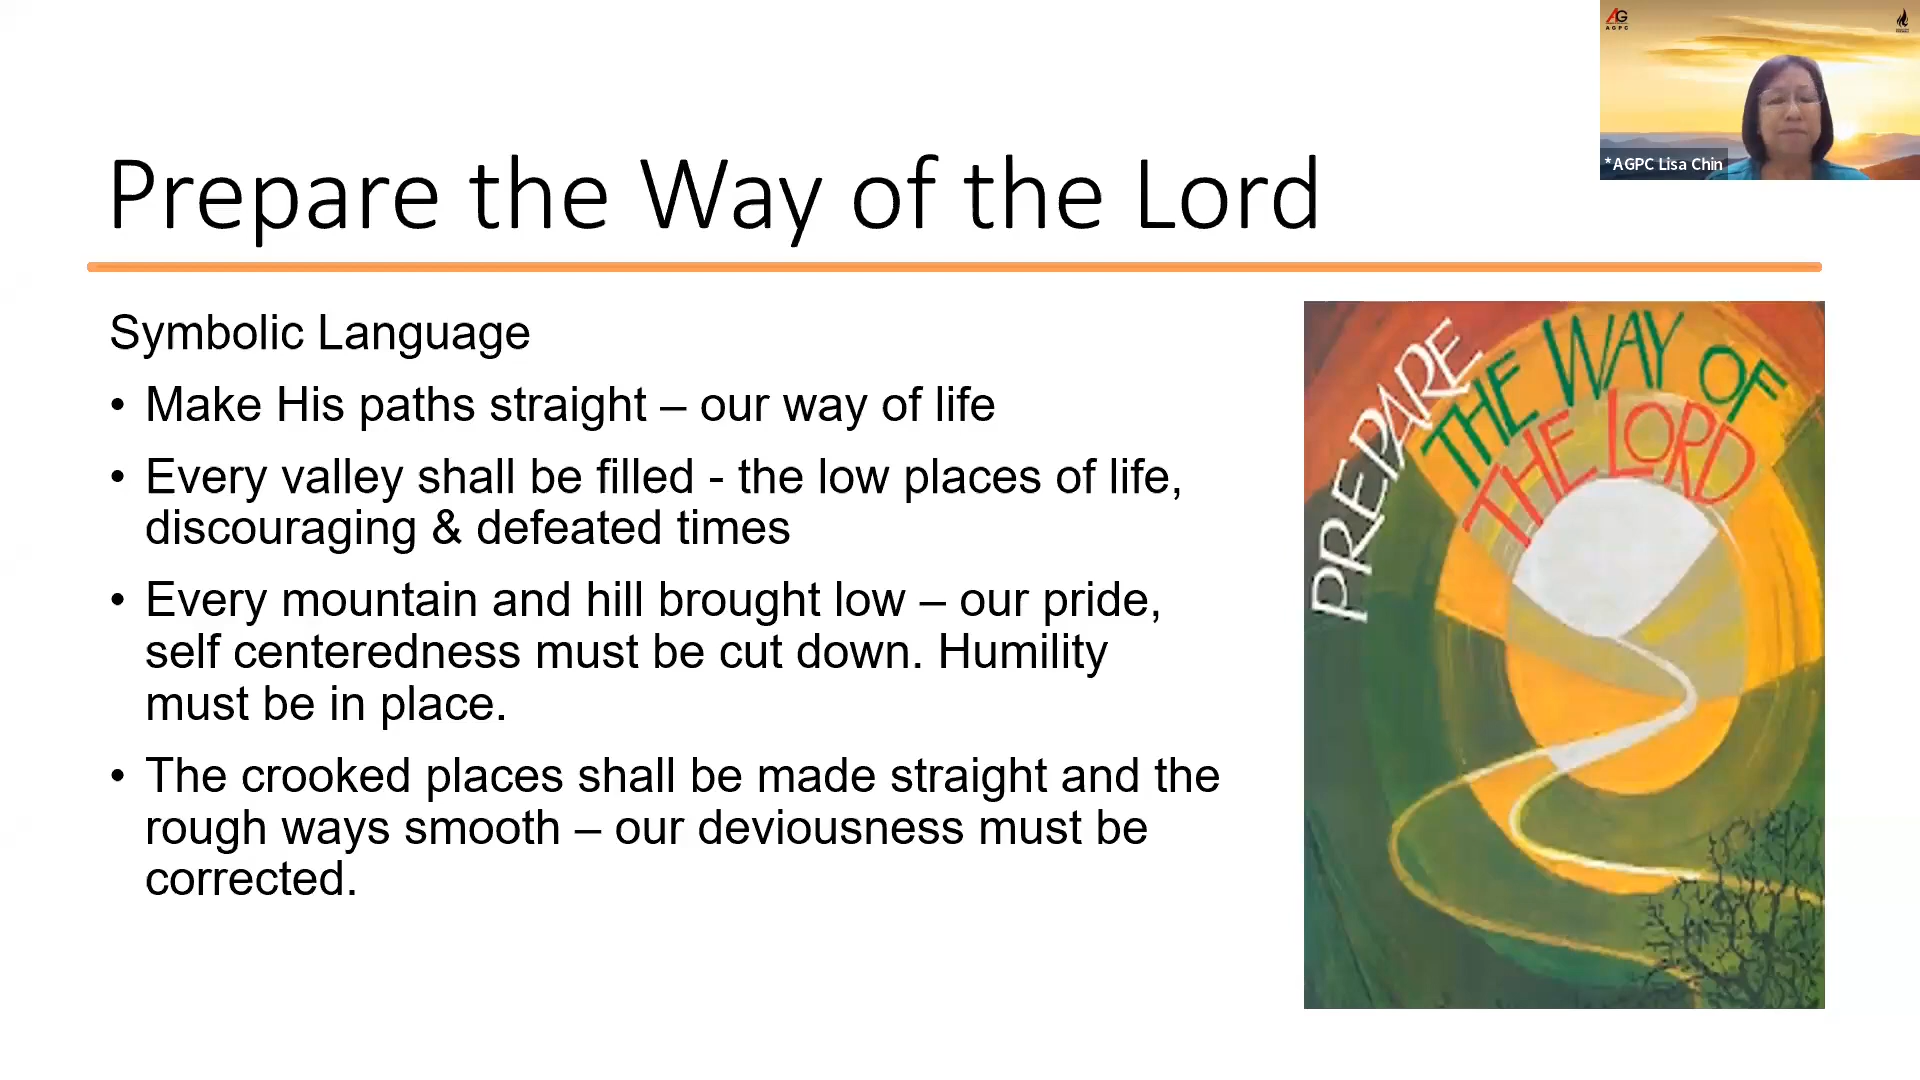 AG
AGPC
*AGPC Lisa Chin
Prepare the Way of the Lord
Symbolic Language
• Make His paths straight – our way of life
• Every valley shall be filled - the low places of life,
discouraging & defeated times
• Every mountain and hill brought low – our pride,
self centeredness must be cut down. Humility
must be in place.
• The crooked places shall be made straight and the
rough ways smooth – our deviousness must be
corrected.
PREPARE
THE WAY OF
THE LORD